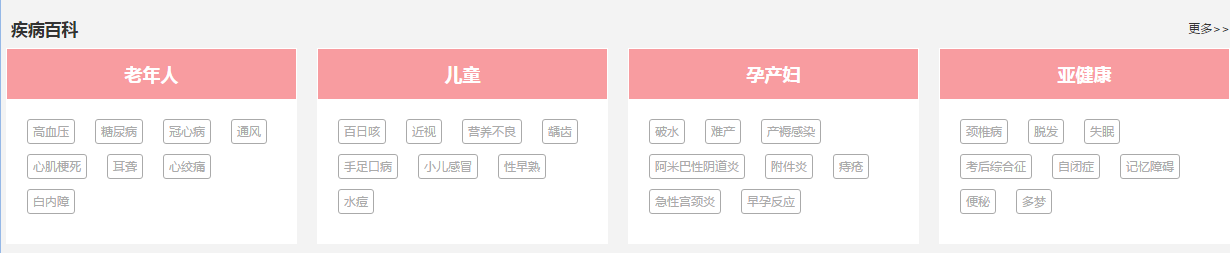 疾病百科 更多>>
老年人
高血压 糖尿病 冠心病 通风
心肌梗死 耳聋 心绞痛
白内障
儿童
百日咳 近视 营养不良 龋齿
手足口病 小儿感冒 性早熟
水痘
孕产妇
破水 难产 产褥感染
阿米巴性阴道炎 附件炎 痔疮
急性宫颈炎 早孕反应
亚健康
颈椎病 脱发 失眠
考后综合征 自闭症 记忆障碍
便秘 多梦